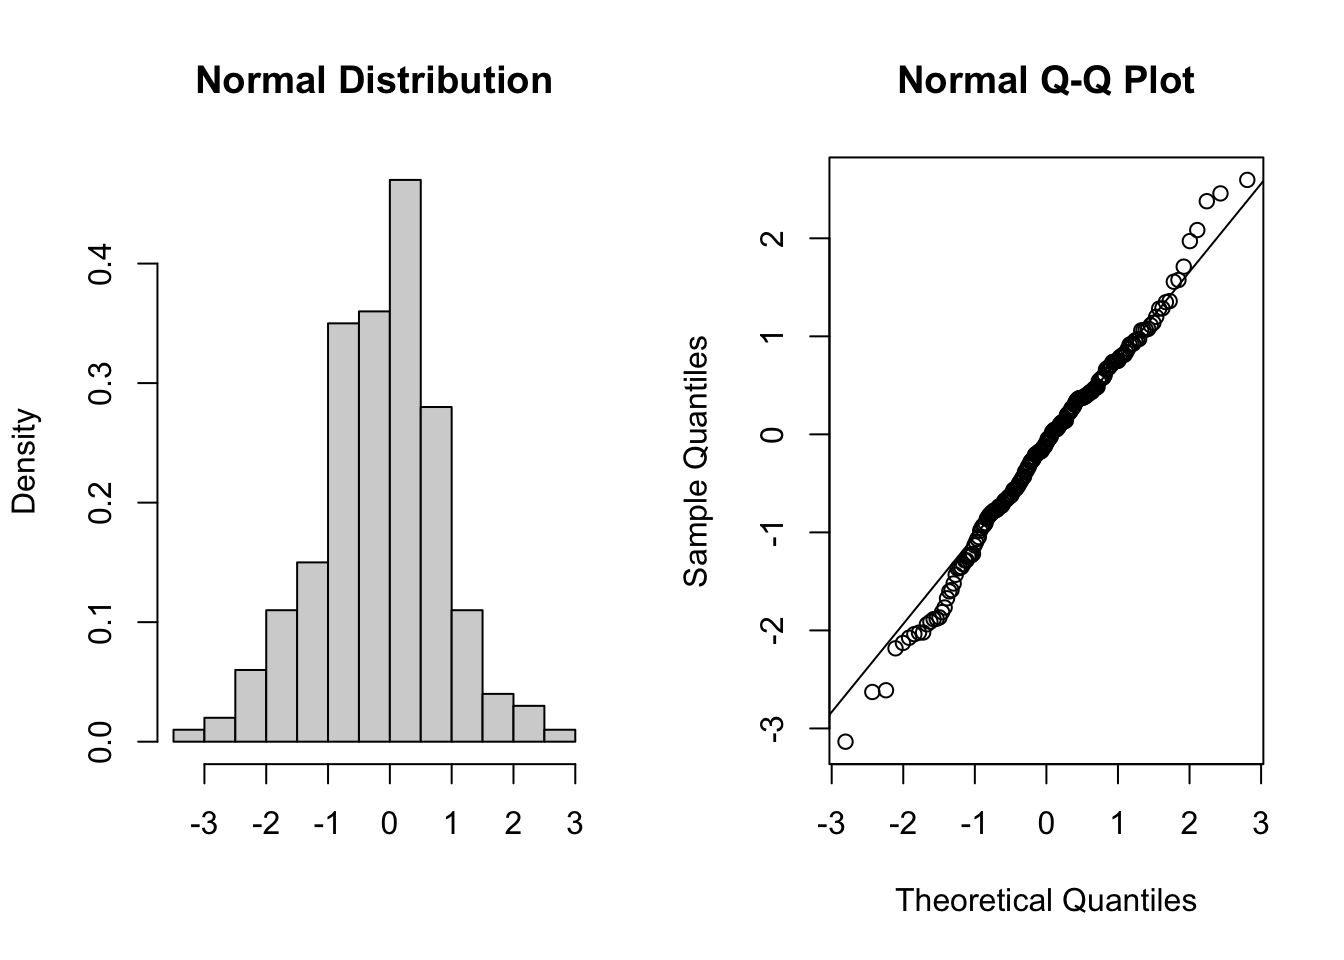 Normal Distribution
Density
0.0 0.1 0.2 0.3 0.4
-3 -2 -1 0 1 2 3
Normal Q-Q Plot
Sample Quantiles
-3 -2 -1 0 1 2
-3 -2 -1 0 1 2 3
Theoretical Quantiles